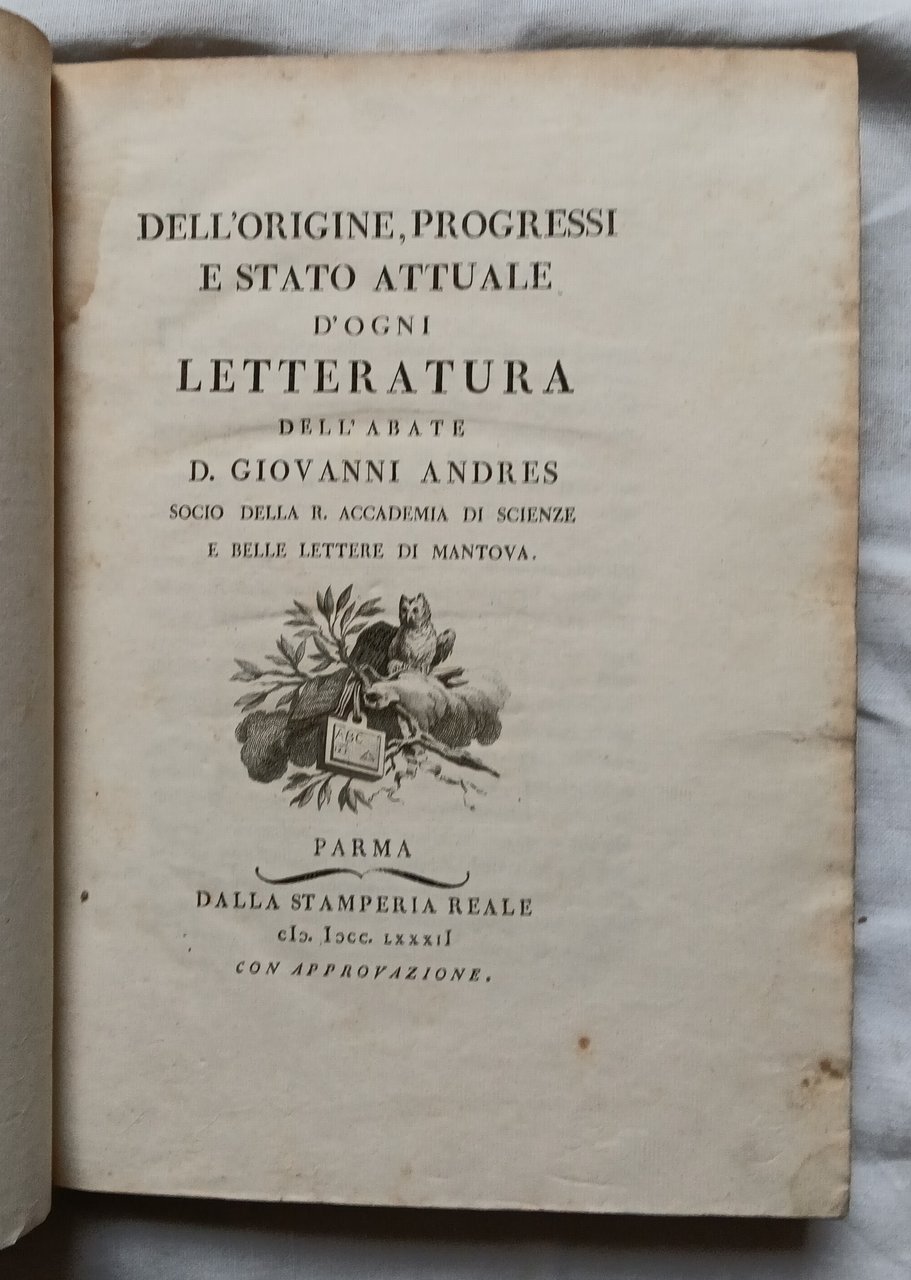 DELL'ORIGINE, PROGRESSI
E STATO ATTUALE
D'OGNI
LETTERATURA
DELL'ABATE
D. GIOVANNI ANDRES
SOCIO DELLA R. ACCADEMIA DI SCIENZE
E BELLE LETTERE DI MANTOVA.
ABC
PARMA
DALLA STAMPERIA REALE
cIↄ. Iↄcc. LXXXII
CON APPROVAZIONE.